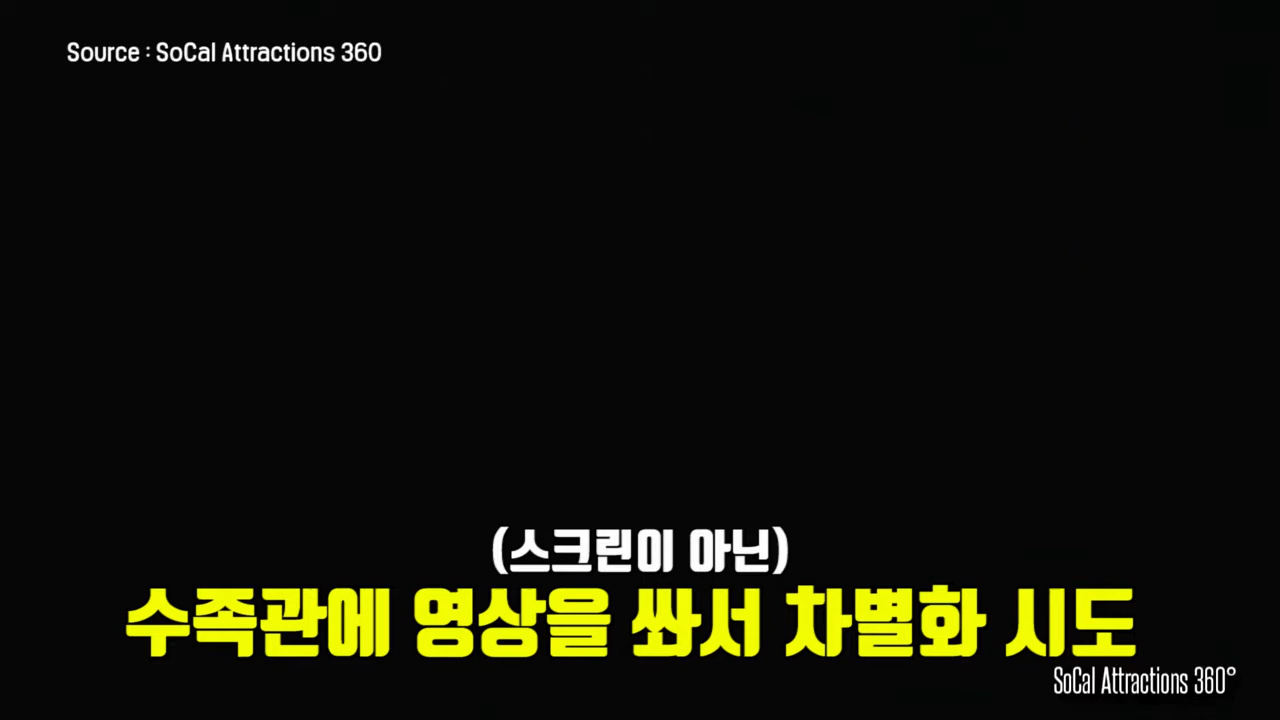 Source : SoCal Attractions 360
(스크린이 아닌)
수족관에 영상을 쏴서 차별화 시도
SoCal Attractions 360°